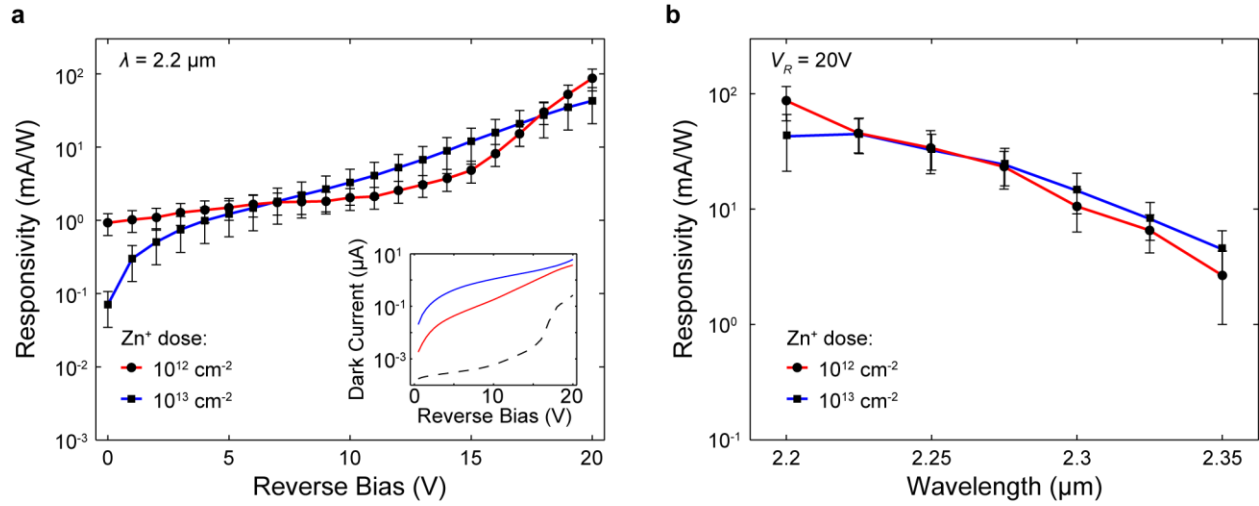 a
λ = 2.2 µm
Responsivity (mA/W)
10²
10¹
10⁰
10⁻¹
10⁻²
10⁻³
Zn⁺ dose:
10¹² cm⁻²
10¹³ cm⁻²
0 5 10 15 20
Reverse Bias (V)
Dark Current (µA)
10¹
10⁻¹
10⁻³
0 10 20
Reverse Bias (V)
b
V_R = 20V
Responsivity (mA/W)
10²
10¹
10⁰
10⁻¹
Zn⁺ dose:
10¹² cm⁻²
10¹³ cm⁻²
2.2 2.25 2.3 2.35
Wavelength (µm)